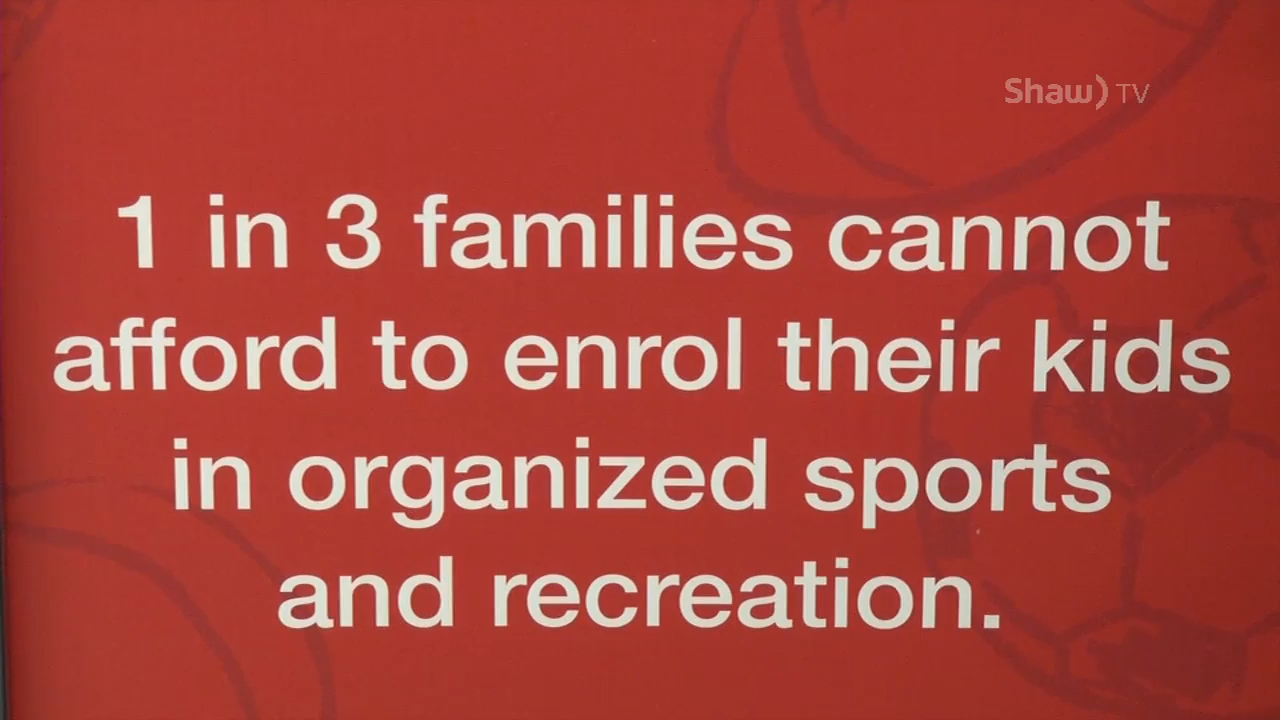 Shaw) TV
1 in 3 families cannot
afford to enrol their kids
in organized sports
and recreation.